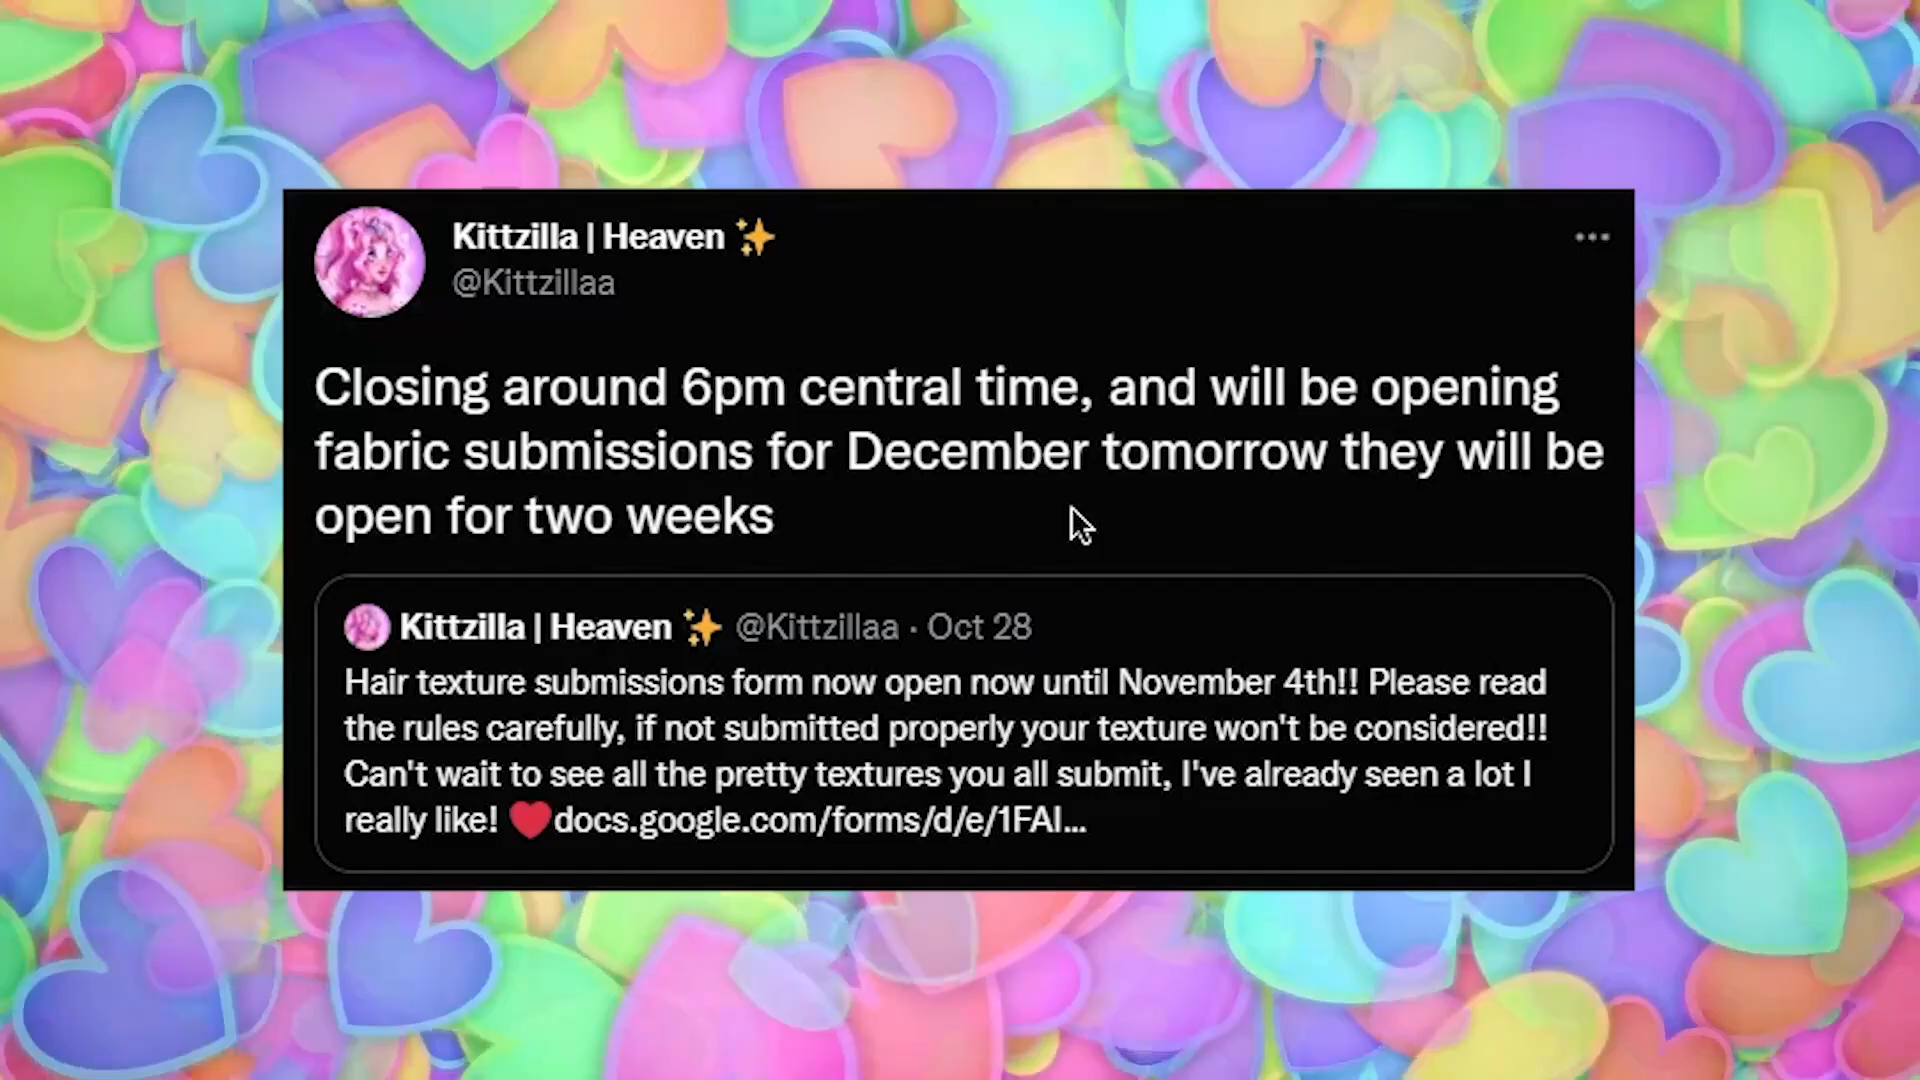 Kittzilla | Heaven ✨
@Kittzillaa
Closing around 6pm central time, and will be opening
fabric submissions for December tomorrow they will be
open for two weeks
Kittzilla | Heaven ✨ @Kittzillaa · Oct 28
Hair texture submissions form now open now until November 4th!! Please read
the rules carefully, if not submitted properly your texture won't be considered!!
Can't wait to see all the pretty textures you all submit, I've already seen a lot I
really like! ❤️docs.google.com/forms/d/e/1FAI...